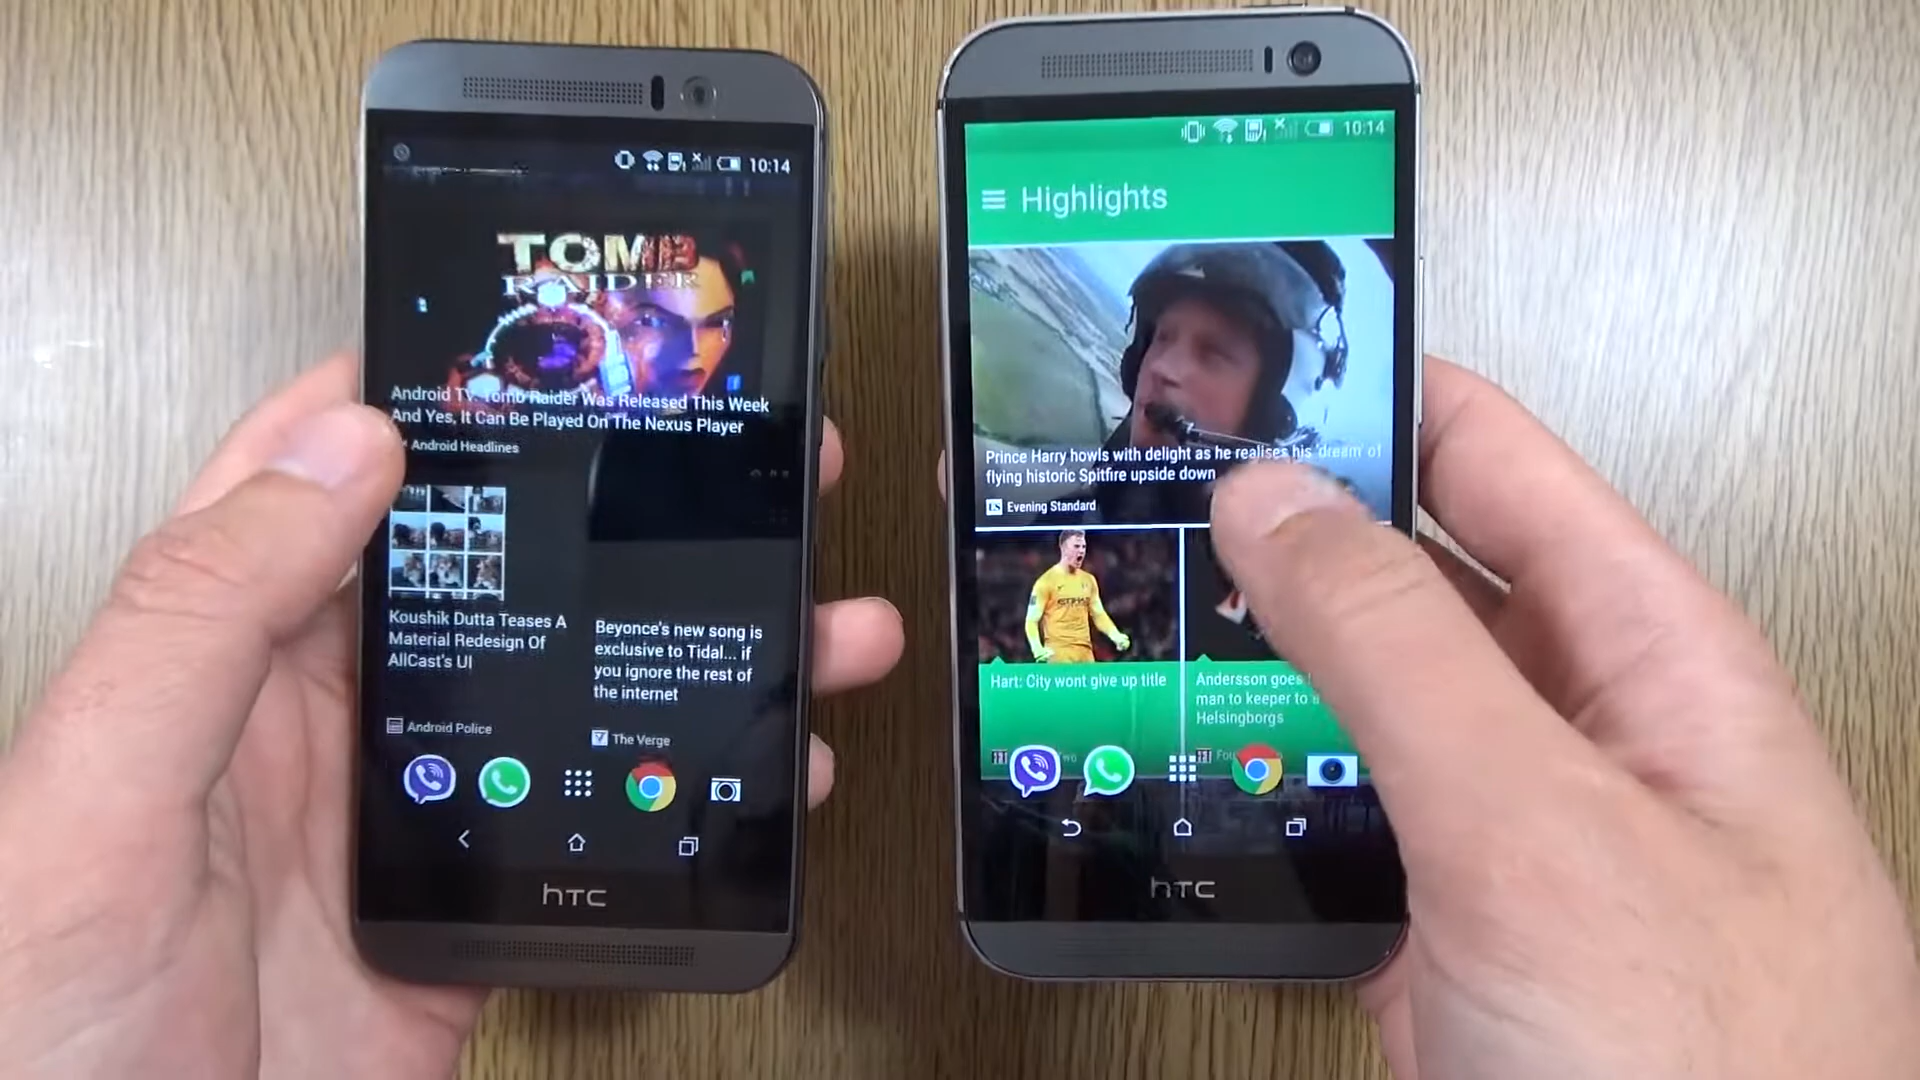 10:14
TOMB
RAIDER
Android TV: Tomb Raider Was Released This Week
And Yes, It Can Be Played On The Nexus Player
Android Headlines
Koushik Dutta Teases A
Material Redesign Of
AllCast's UI
Android Police
Beyonce's new song is
exclusive to Tidal... if
you ignore the rest of
the internet
The Verge
hTC
10:14
Highlights
Prince Harry howls with delight as he realises his 'dream' of
flying historic Spitfire upside down
ES Evening Standard
Hart: City wont give up title
Andersson goes
man to keeper to
Helsingborgs
hTC